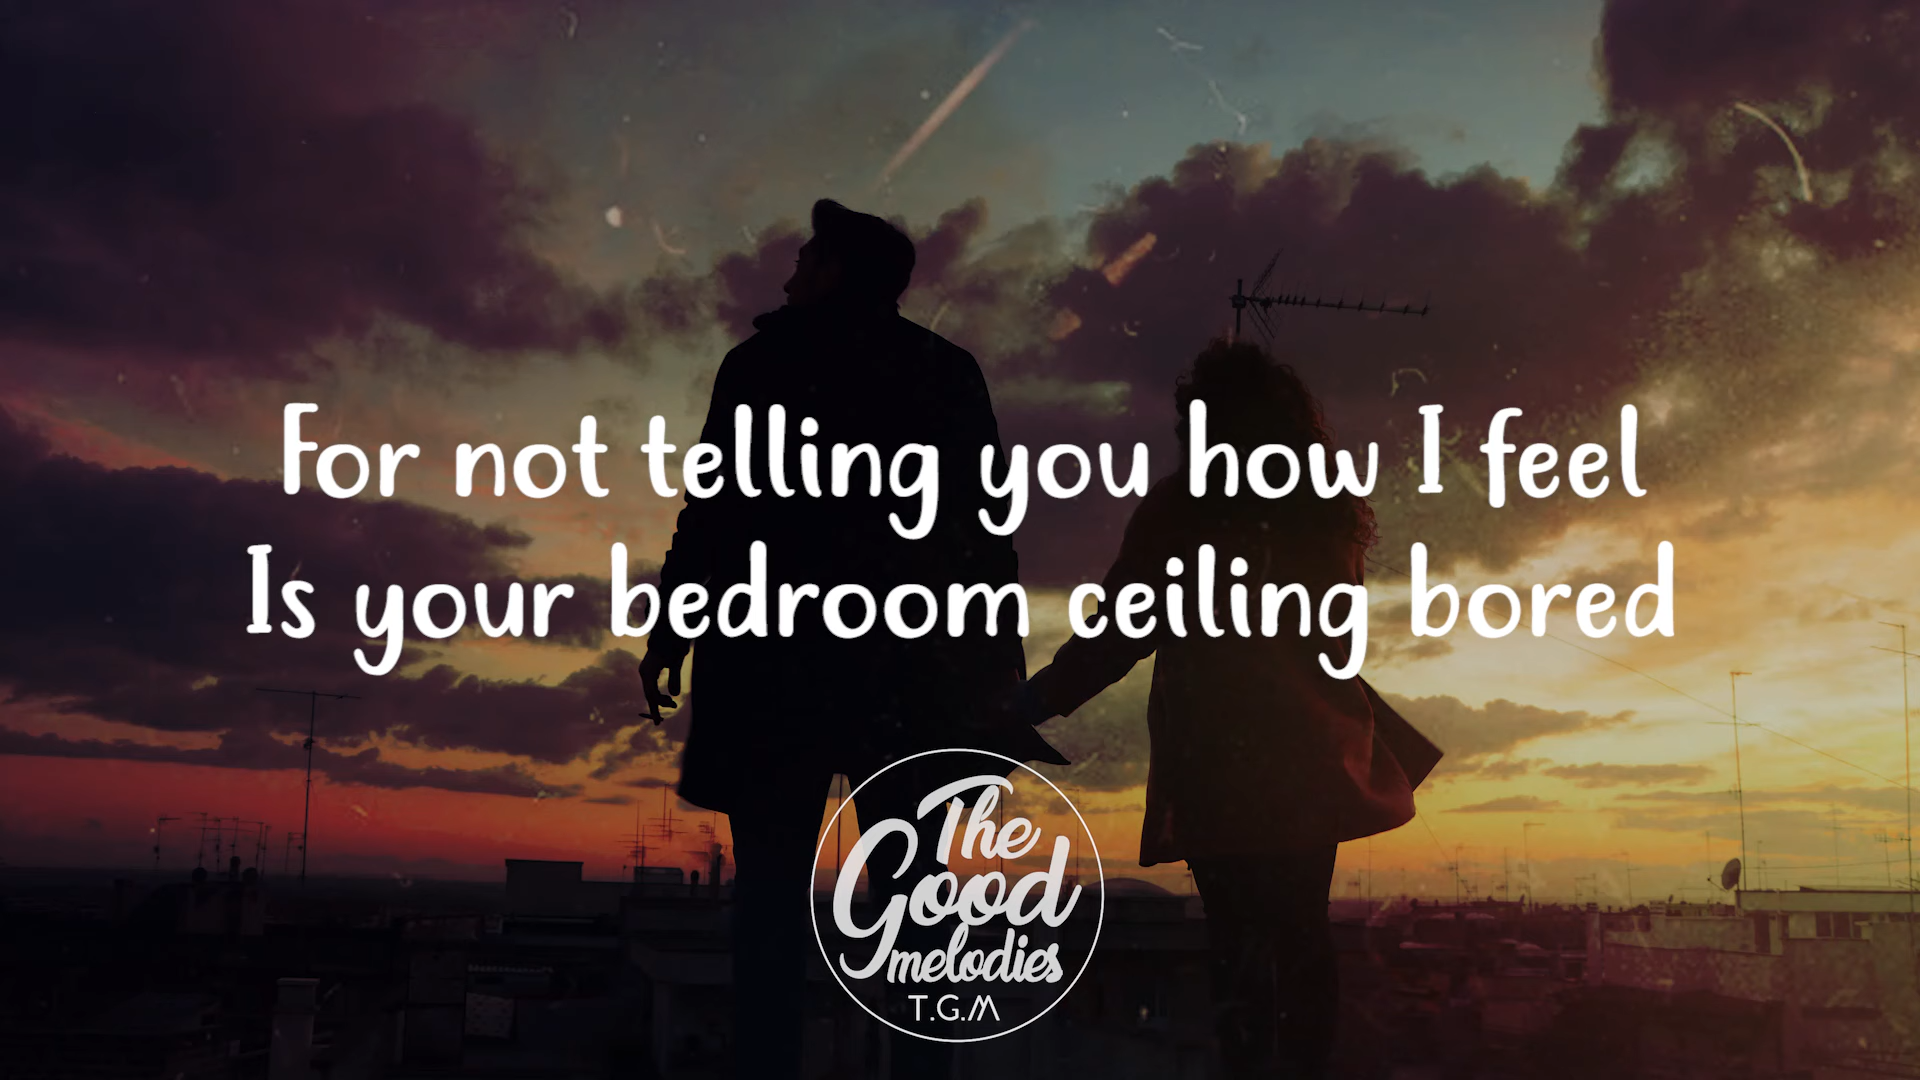 For not telling you how I feel
Is your bedroom ceiling bored
The
Good
melodies
T.G.M